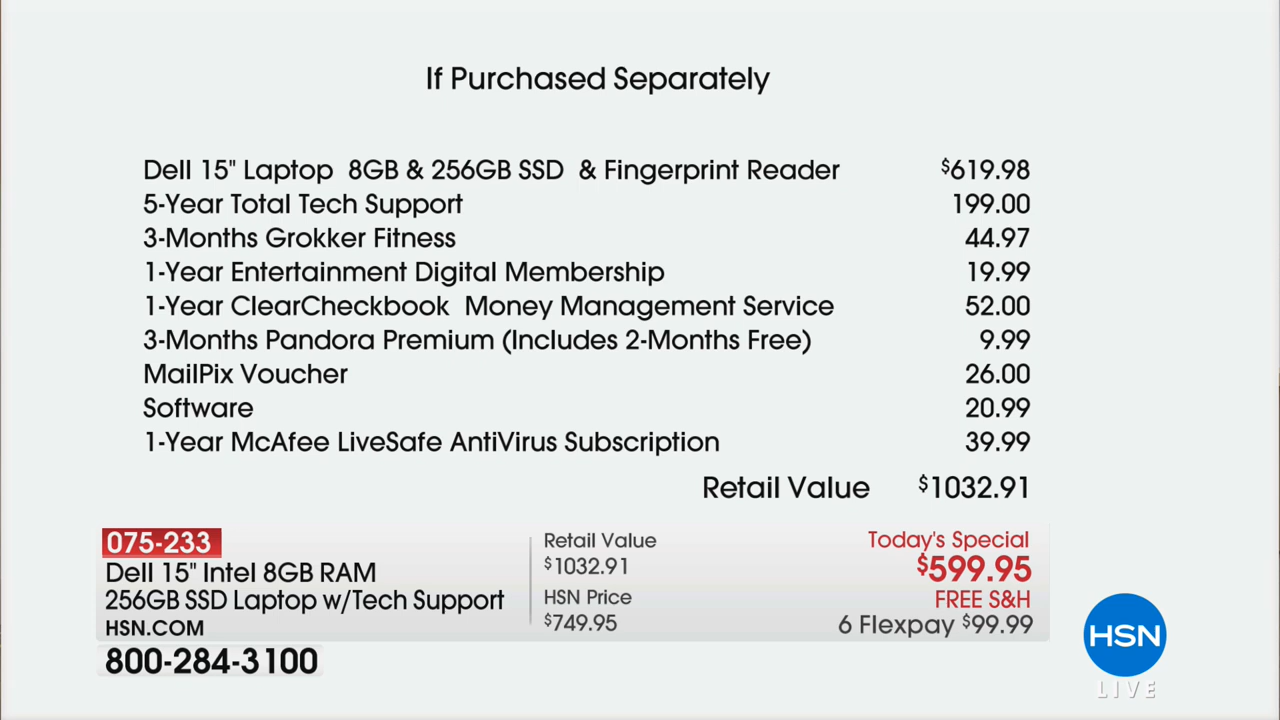 If Purchased Separately
Dell 15" Laptop 8GB & 256GB SSD & Fingerprint Reader $619.98
5-Year Total Tech Support 199.00
3-Months Grokker Fitness 44.97
1-Year Entertainment Digital Membership 19.99
1-Year ClearCheckbook Money Management Service 52.00
3-Months Pandora Premium (Includes 2-Months Free) 9.99
MailPix Voucher 26.00
Software 20.99
1-Year McAfee LiveSafe AntiVirus Subscription 39.99
Retail Value $1032.91
075-233
Dell 15" Intel 8GB RAM
256GB SSD Laptop w/Tech Support
HSN.COM
800-284-3100
Retail Value
$1032.91
HSN Price
$749.95
Today's Special
$599.95
FREE S&H
6 Flexpay $99.99
HSN
LIVE